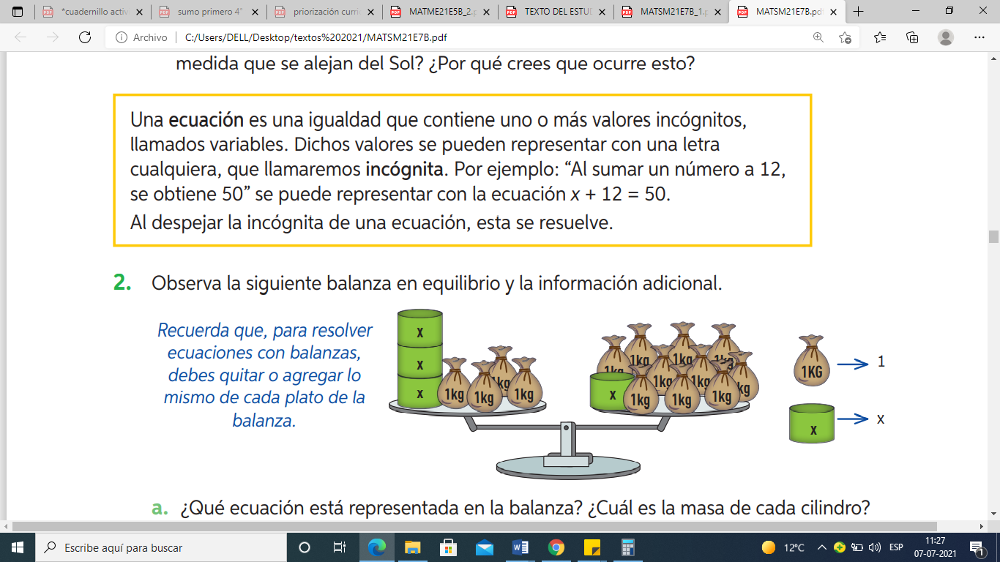 *cuadernillo activ
sumo primero 4°
priorización curri
MATME21E5B_2.p
TEXTO DEL ESTUD
MATSM21E7B_1.p
MATSM21E7B.pdf
Archivo
C:/Users/DELL/Desktop/textos%202021/MATSM21E7B.pdf
medida que se alejan del Sol? ¿Por qué crees que ocurre esto?
Una ecuación es una igualdad que contiene uno o más valores incógnitos,
llamados variables. Dichos valores se pueden representar con una letra
cualquiera, que llamaremos incógnita. Por ejemplo: “Al sumar un número a 12,
se obtiene 50” se puede representar con la ecuación x + 12 = 50.
Al despejar la incógnita de una ecuación, esta se resuelve.
2. Observa la siguiente balanza en equilibrio y la información adicional.
Recuerda que, para resolver
ecuaciones con balanzas,
debes quitar o agregar lo
mismo de cada plato de la
balanza.
x
x
x
1kg
1kg
kg
1kg
1kg
1kg
1kg
1kg
1kg
1kg
kg
x
1kg
1kg
1kg
1KG
1
x
x
a. ¿Qué ecuación está representada en la balanza? ¿Cuál es la masa de cada cilindro?
Escribe aquí para buscar
12°C
ESP
11:27
07-07-2021
1